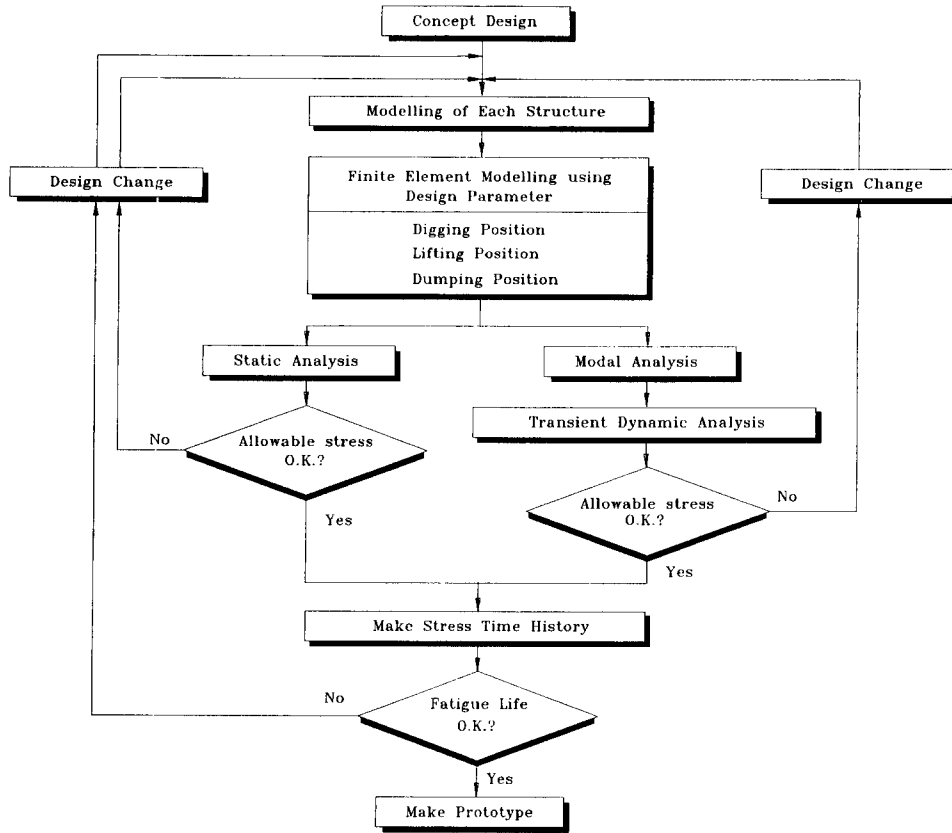 Concept Design
Modelling of Each Structure
Design Change
Finite Element Modelling using
Design Parameter
Design Change
Digging Position
Lifting Position
Dumping Position
Static Analysis
Modal Analysis
Transient Dynamic Analysis
No
Allowable stress
O.K.?
No
Allowable stress
O.K.?
Yes
Yes
Make Stress Time History
No
Fatigue Life
O.K.?
Yes
Make Prototype